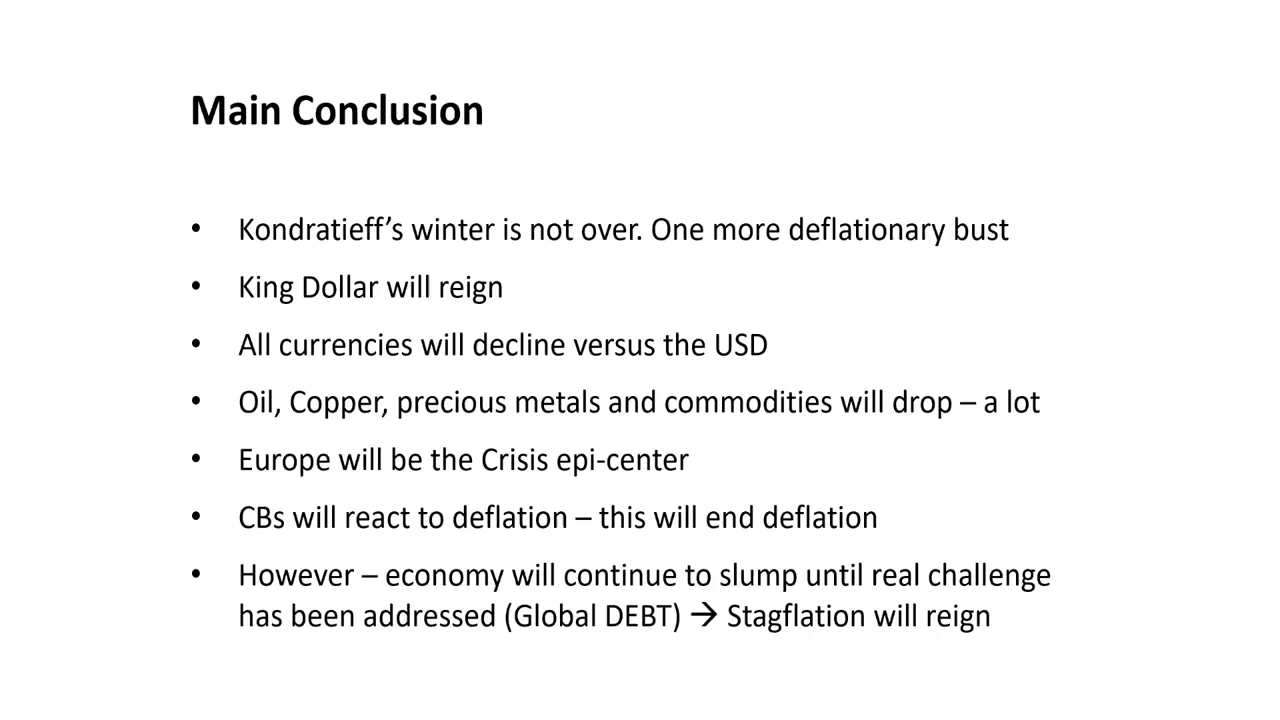 Main Conclusion
• Kondratieff’s winter is not over. One more deflationary bust
• King Dollar will reign
• All currencies will decline versus the USD
• Oil, Copper, precious metals and commodities will drop – a lot
• Europe will be the Crisis epi-center
• CBs will react to deflation – this will end deflation
• However – economy will continue to slump until real challenge
has been addressed (Global DEBT) → Stagflation will reign